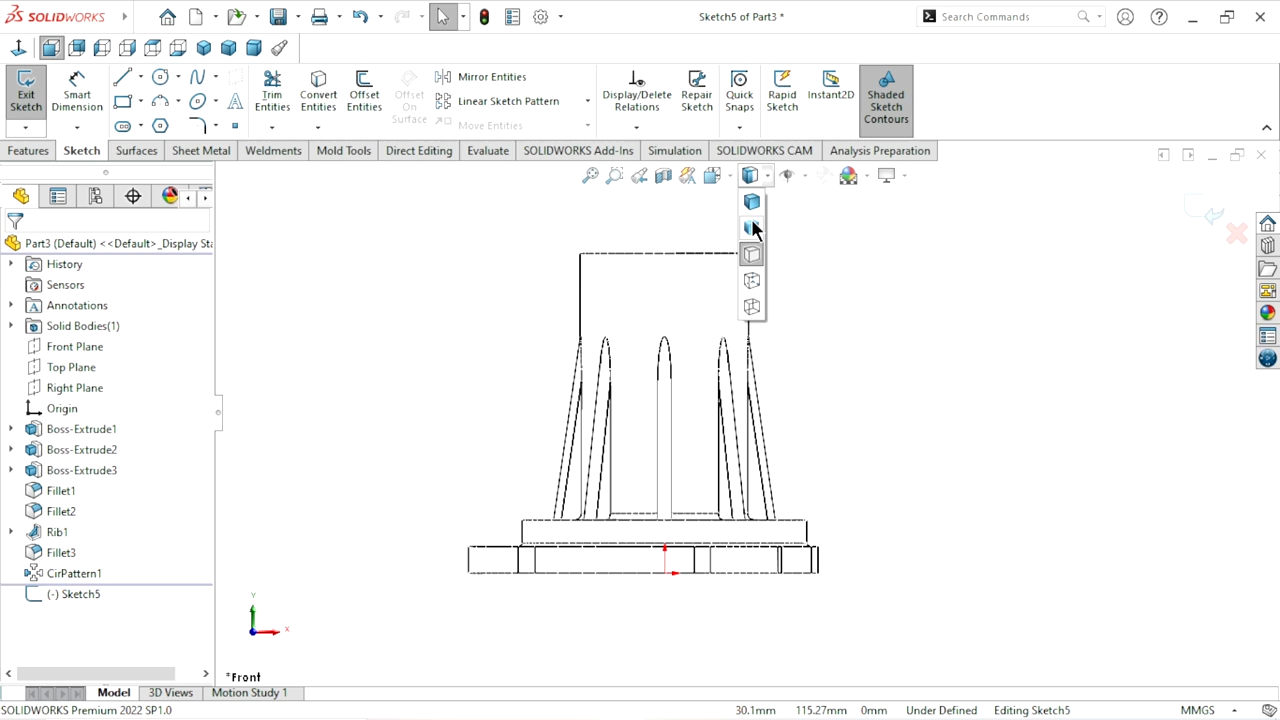 SOLIDWORKS
Sketch5 of Part3 *
Search Commands
Exit Sketch
Smart Dimension
Trim Entities
Convert Entities
Offset Entities
Offset On Surface
Mirror Entities
Linear Sketch Pattern
Move Entities
Display/Delete Relations
Repair Sketch
Quick Snaps
Rapid Sketch
Instant2D
Shaded Sketch Contours
Features
Sketch
Surfaces
Sheet Metal
Weldments
Mold Tools
Direct Editing
Evaluate
SOLIDWORKS Add-Ins
Simulation
SOLIDWORKS CAM
Analysis Preparation
Part3 (Default) <<Default>_Display Sta
History
Sensors
Annotations
Solid Bodies(1)
Front Plane
Top Plane
Right Plane
Origin
Boss-Extrude1
Boss-Extrude2
Boss-Extrude3
Fillet1
Fillet2
Rib1
Fillet3
CirPattern1
(-) Sketch5
Y
X
*Front
Model
3D Views
Motion Study 1
SOLIDWORKS Premium 2022 SP1.0
30.1mm
115.27mm
0mm
Under Defined
Editing Sketch5
MMGS